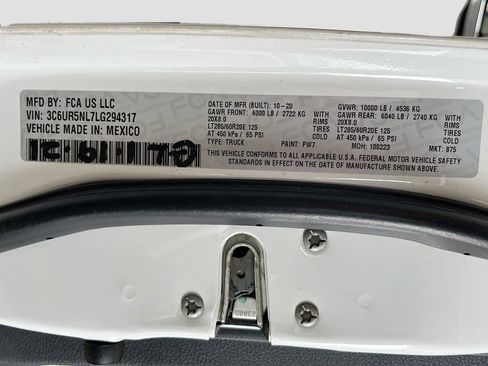 MFD BY: FCA US LLC
VIN: 3C6UR5NL7LG294317
VEHICLE MADE IN: MEXICO
DATE OF MFR (BUILT) 10-20 GVWR: 10000 LB / 4536 KG
GAWR FRONT: 6000 LB / 2722 KG WITH GAWR REAR: 6040 LB / 2740 KG WITH
20X8.0 RIMS 20X8.0 RIMS
LT285/60R20E 125 TIRES LT285/60R20E 125 TIRES
AT 450 kPa / 65 PSI AT 450 kPa / 65 PSI
TYPE: TRUCK PAINT: PW7 MDH: 100223 MKT: 875
THIS VEHICLE CONFORMS TO ALL APPLICABLE U.S.A. FEDERAL MOTOR VEHICLE
SAFETY STANDARDS IN EFFECT ON THE DATE OF MANUFACTURE SHOWN ABOVE.